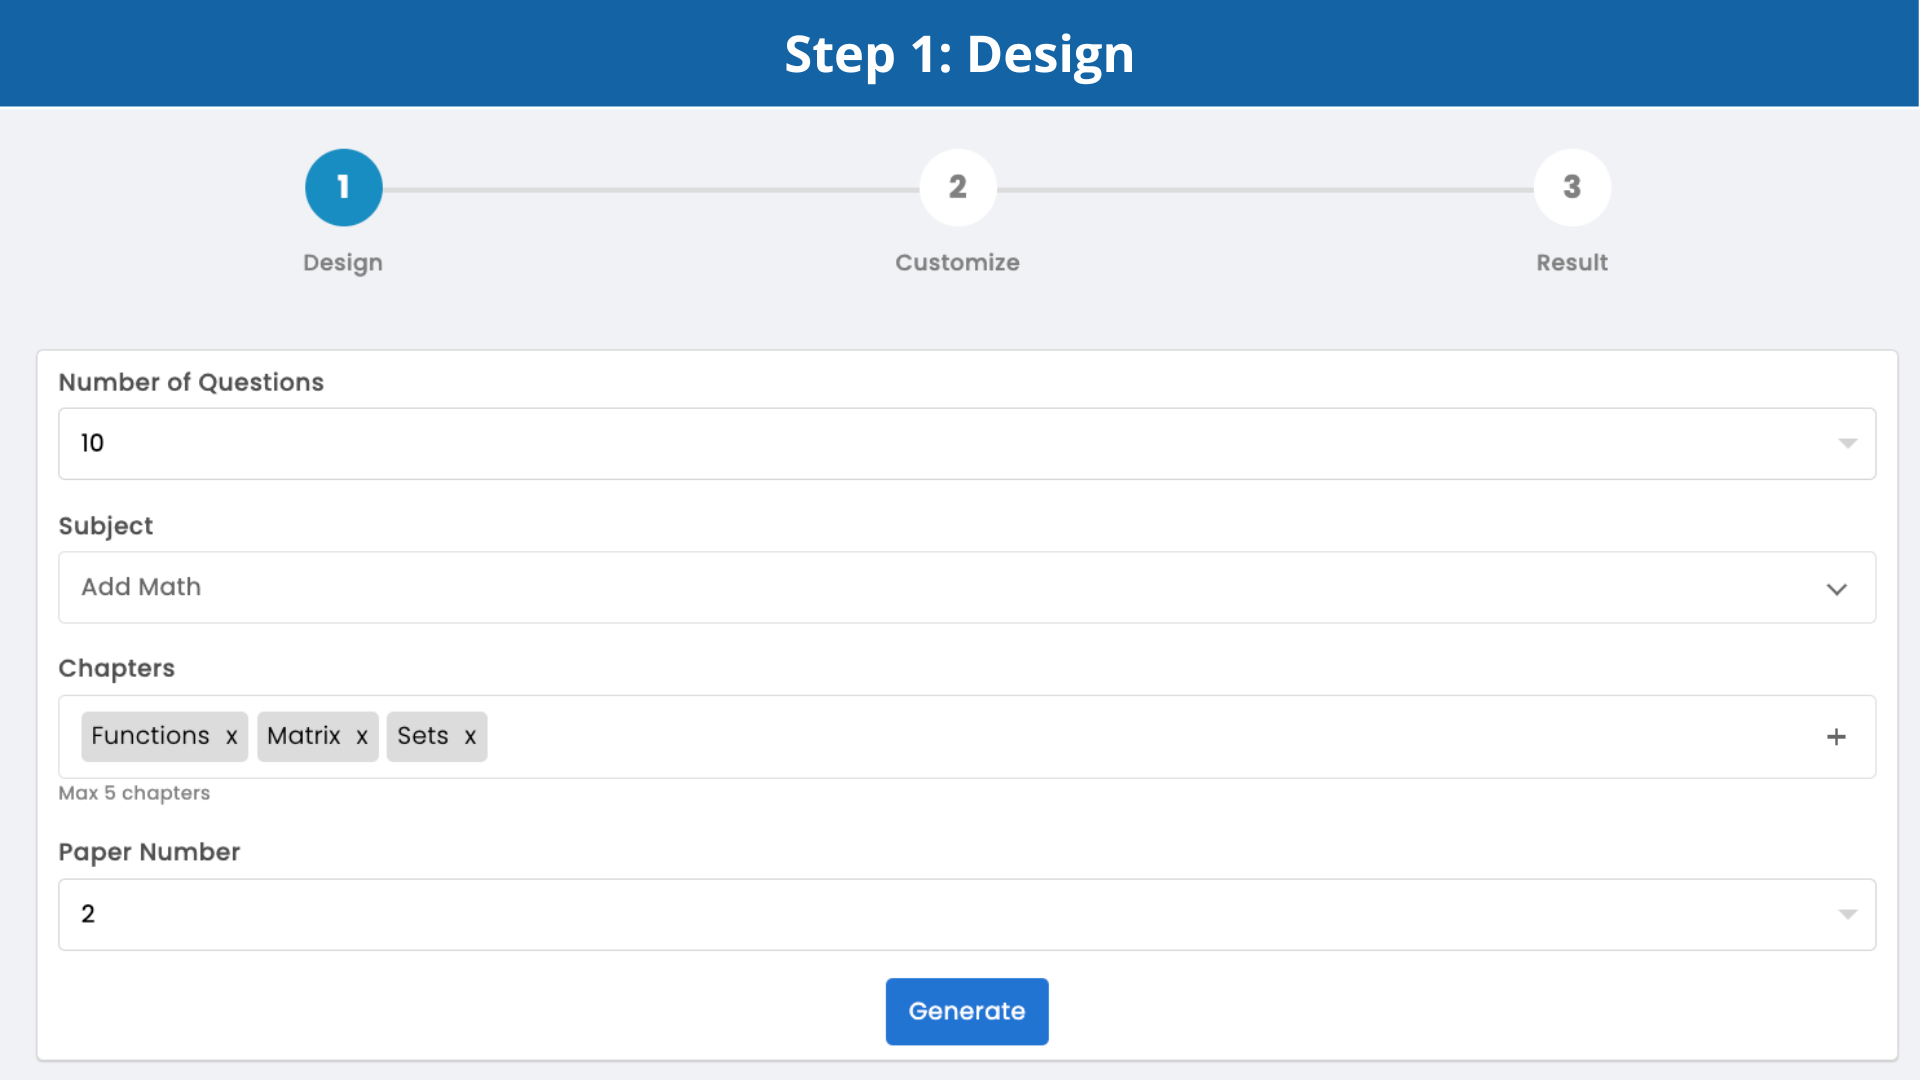 Step 1: Design
1 2 3
Design Customize Result
Number of Questions
10
Subject
Add Math
Chapters
Functions x Matrix x Sets x +
Max 5 chapters
Paper Number
2
Generate